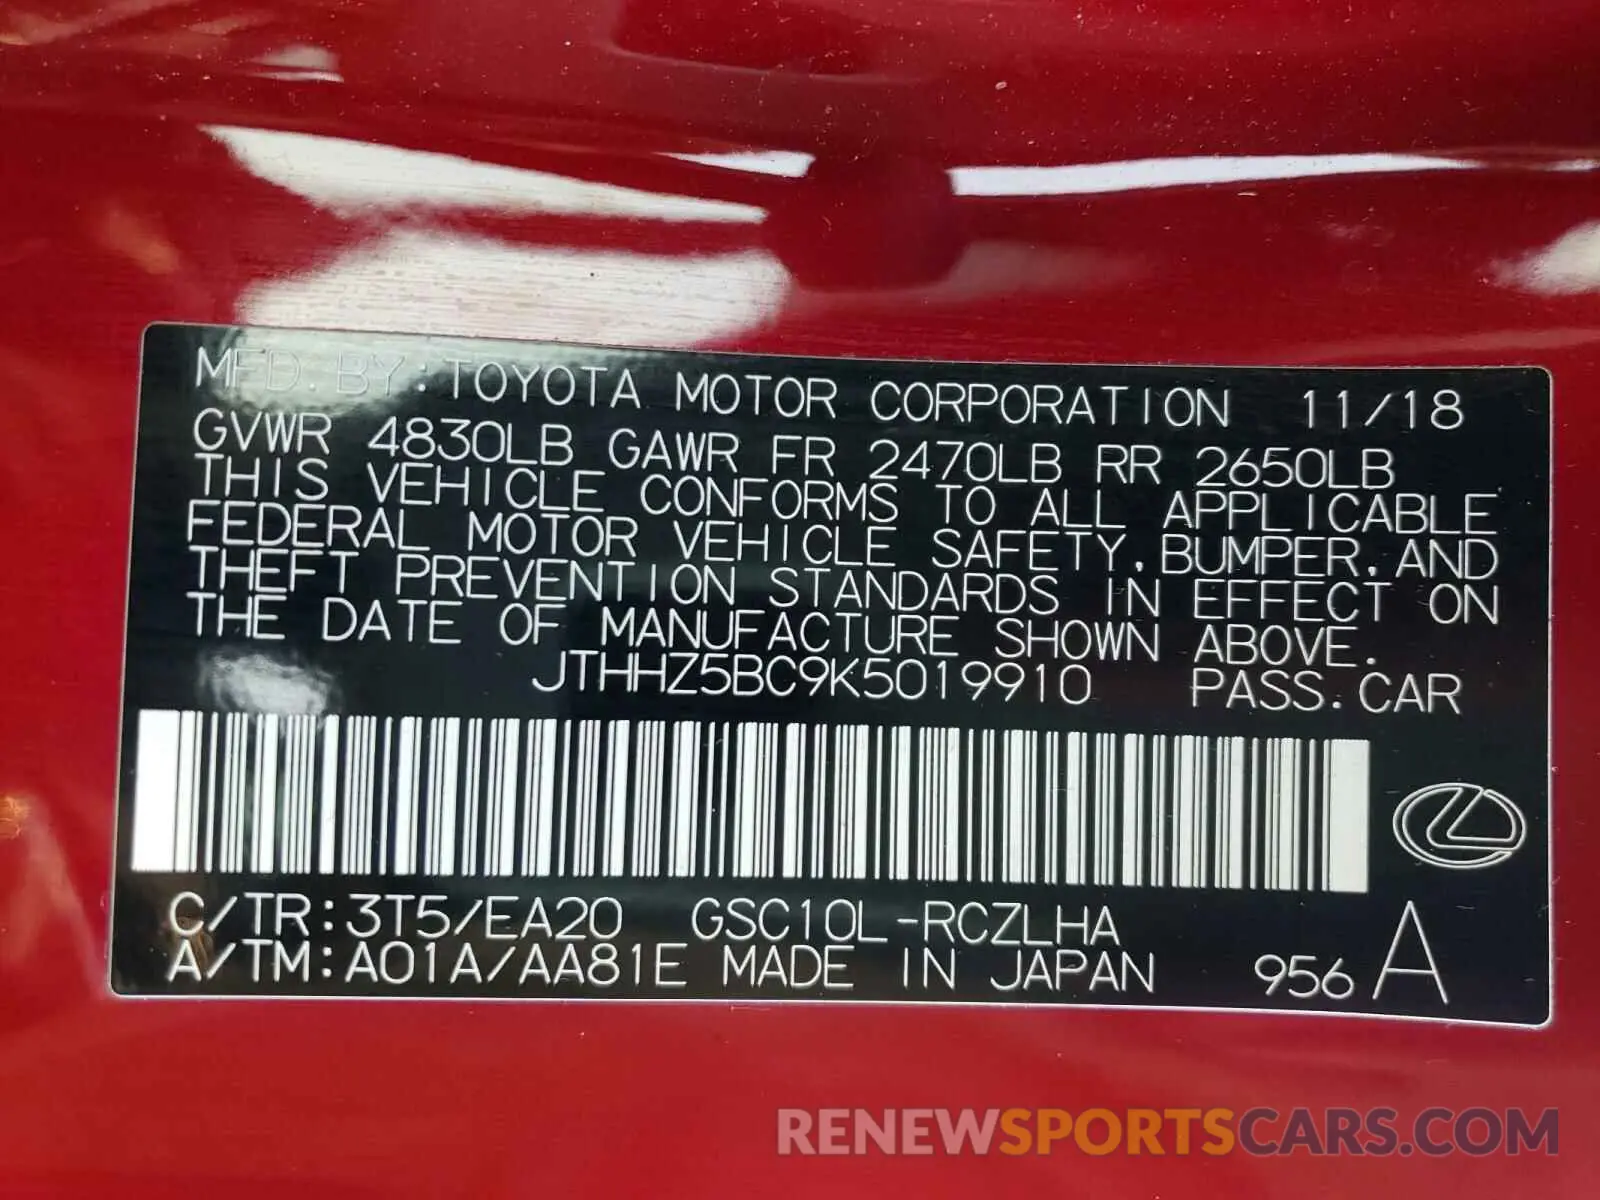 MFD. BY:TOYOTA MOTOR CORPORATION 11/18
GVWR 4830LB GAWR FR 2470LB RR 2650LB
THIS VEHICLE CONFORMS TO ALL APPLICABLE
FEDERAL MOTOR VEHICLE SAFETY,BUMPER,AND
THEFT PREVENTION STANDARDS IN EFFECT ON
THE DATE OF MANUFACTURE SHOWN ABOVE.
JTHHZ5BC9K5019910 PASS.CAR
C/TR:3T5/EA20 GSC10L-RCZLHA
A/TM:A01A/AA81E MADE IN JAPAN 956 A
RENEWSPORTSCARS.COM